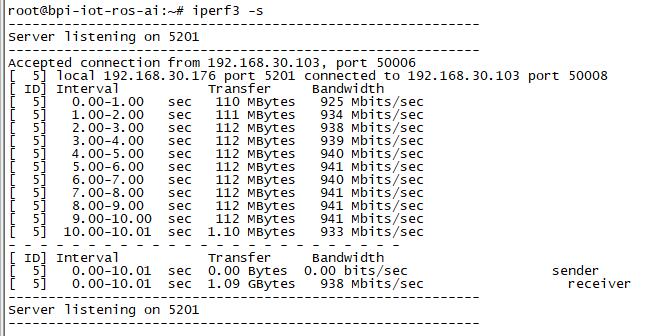 root@bpi-iot-ros-ai:~# iperf3 -s
-----------------------------------------------------------
Server listening on 5201
-----------------------------------------------------------
Accepted connection from 192.168.30.103, port 50006
[  5] local 192.168.30.176 port 5201 connected to 192.168.30.103 port 50008
[ ID] Interval           Transfer     Bandwidth
[  5]   0.00-1.00   sec   110 MBytes   925 Mbits/sec
[  5]   1.00-2.00   sec   111 MBytes   934 Mbits/sec
[  5]   2.00-3.00   sec   112 MBytes   938 Mbits/sec
[  5]   3.00-4.00   sec   112 MBytes   939 Mbits/sec
[  5]   4.00-5.00   sec   112 MBytes   940 Mbits/sec
[  5]   5.00-6.00   sec   112 MBytes   941 Mbits/sec
[  5]   6.00-7.00   sec   112 MBytes   940 Mbits/sec
[  5]   7.00-8.00   sec   112 MBytes   941 Mbits/sec
[  5]   8.00-9.00   sec   112 MBytes   941 Mbits/sec
[  5]   9.00-10.00  sec   112 MBytes   941 Mbits/sec
[  5]  10.00-10.01  sec  1.10 MBytes   933 Mbits/sec
- - - - - - - - - - - - - - - - - - - - - - - - -
[ ID] Interval           Transfer     Bandwidth
[  5]   0.00-10.01  sec  0.00 Bytes  0.00 bits/sec                  sender
[  5]   0.00-10.01  sec  1.09 GBytes   938 Mbits/sec                  receiver
-----------------------------------------------------------
Server listening on 5201
-----------------------------------------------------------